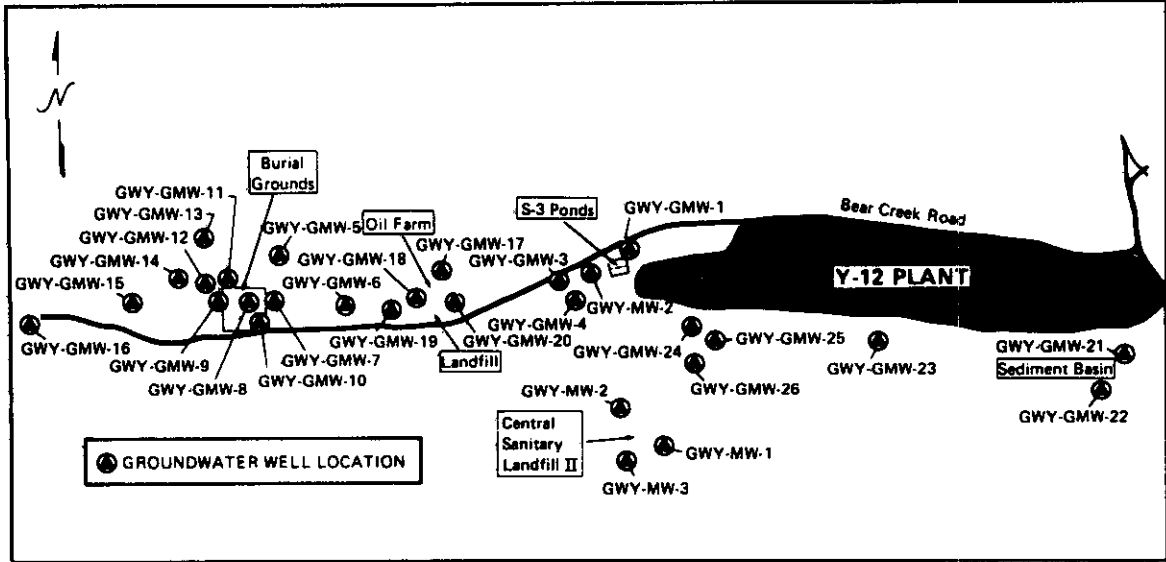 N
Burial
Grounds
GWY-GMW-11
GWY-GMW-13
GWY-GMW-12
GWY-GMW-14
GWY-GMW-15
GWY-GMW-16
GWY-GMW-9
GWY-GMW-8
GWY-GMW-10
GWY-GMW-7
GWY-GMW-5
Oil Farm
GWY-GMW-17
GWY-GMW-18
GWY-GMW-6
GWY-GMW-19
GWY-GMW-20
Landfill
S-3 Ponds
GWY-GMW-1
GWY-GMW-3
GWY-MW-2
GWY-GMW-4
Bear Creek Road
Y-12 PLANT
GWY-GMW-24
GWY-GMW-25
GWY-GMW-26
GWY-GMW-23
GWY-GMW-21
Sediment Basin
GWY-GMW-22
GWY-MW-2
Central
Sanitary
Landfill II
GWY-MW-1
GWY-MW-3
GROUNDWATER WELL LOCATION